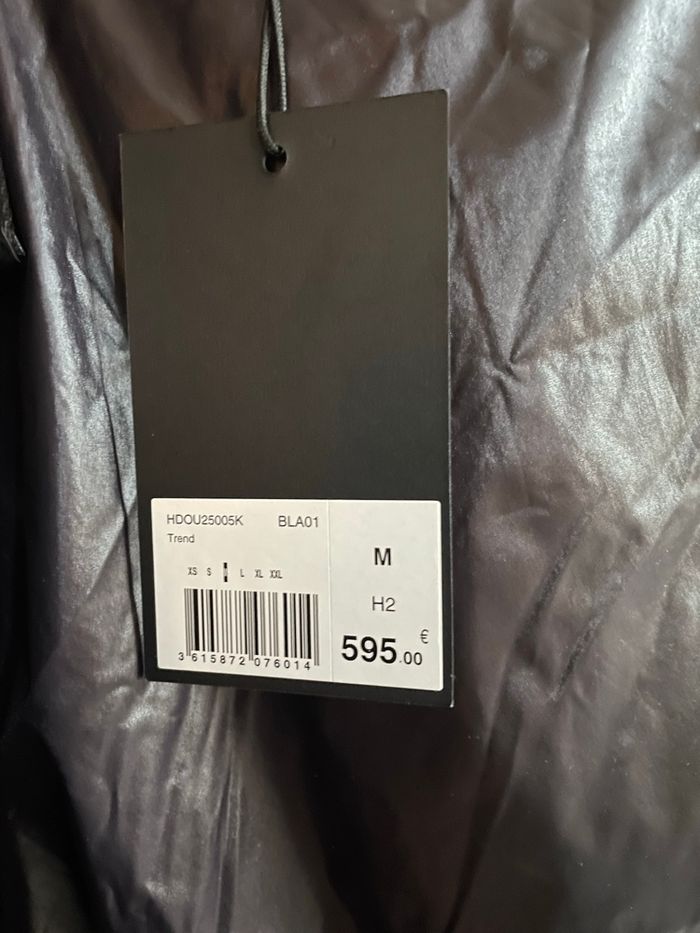 HDOU25005K BLA01
Trend
XS S M L XL XXL
3 615872 076014
M
H2
595.00 €